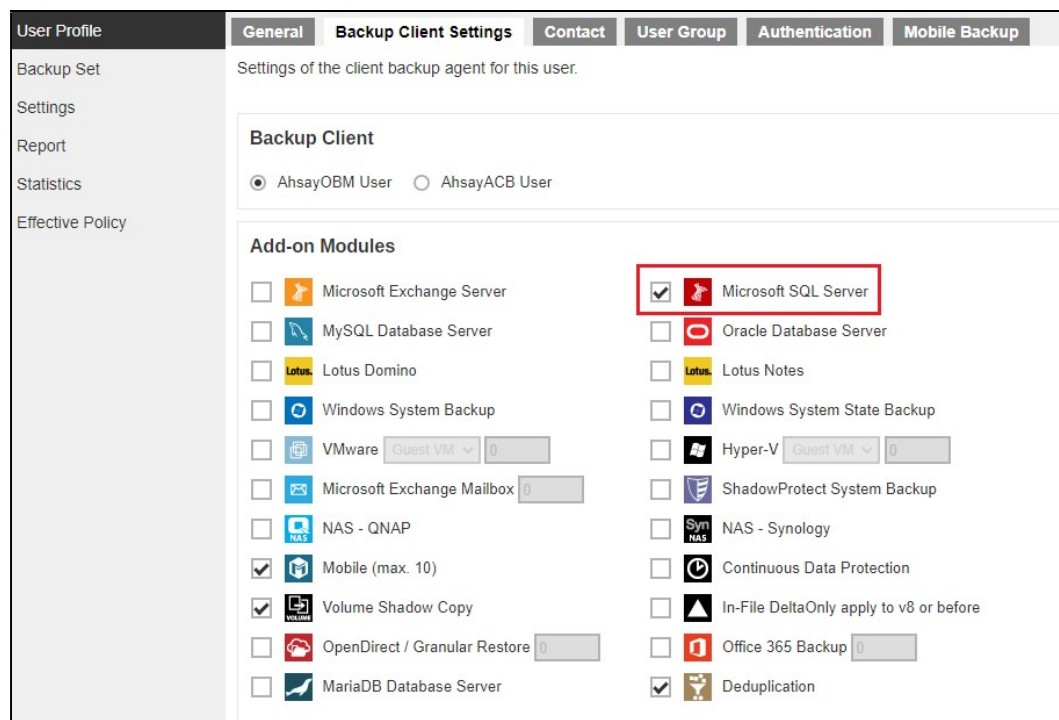 User Profile
General Backup Client Settings Contact User Group Authentication Mobile Backup
Backup Set
Settings
Report
Statistics
Effective Policy
Settings of the client backup agent for this user.
Backup Client
AhsayOBM User AhsayACB User
Add-on Modules
Microsoft Exchange Server Microsoft SQL Server
MySQL Database Server Oracle Database Server
Lotus. Lotus Domino Lotus. Lotus Notes
Windows System Backup Windows System State Backup
VMware Guest VM 0 Hyper-V Guest VM 0
Microsoft Exchange Mailbox 0 ShadowProtect System Backup
NAS NAS - QNAP Syn NAS NAS - Synology
Mobile (max. 10) Continuous Data Protection
VOLUME Volume Shadow Copy In-File DeltaOnly apply to v8 or before
OpenDirect / Granular Restore 0 Office 365 Backup 0
MariaDB Database Server Deduplication